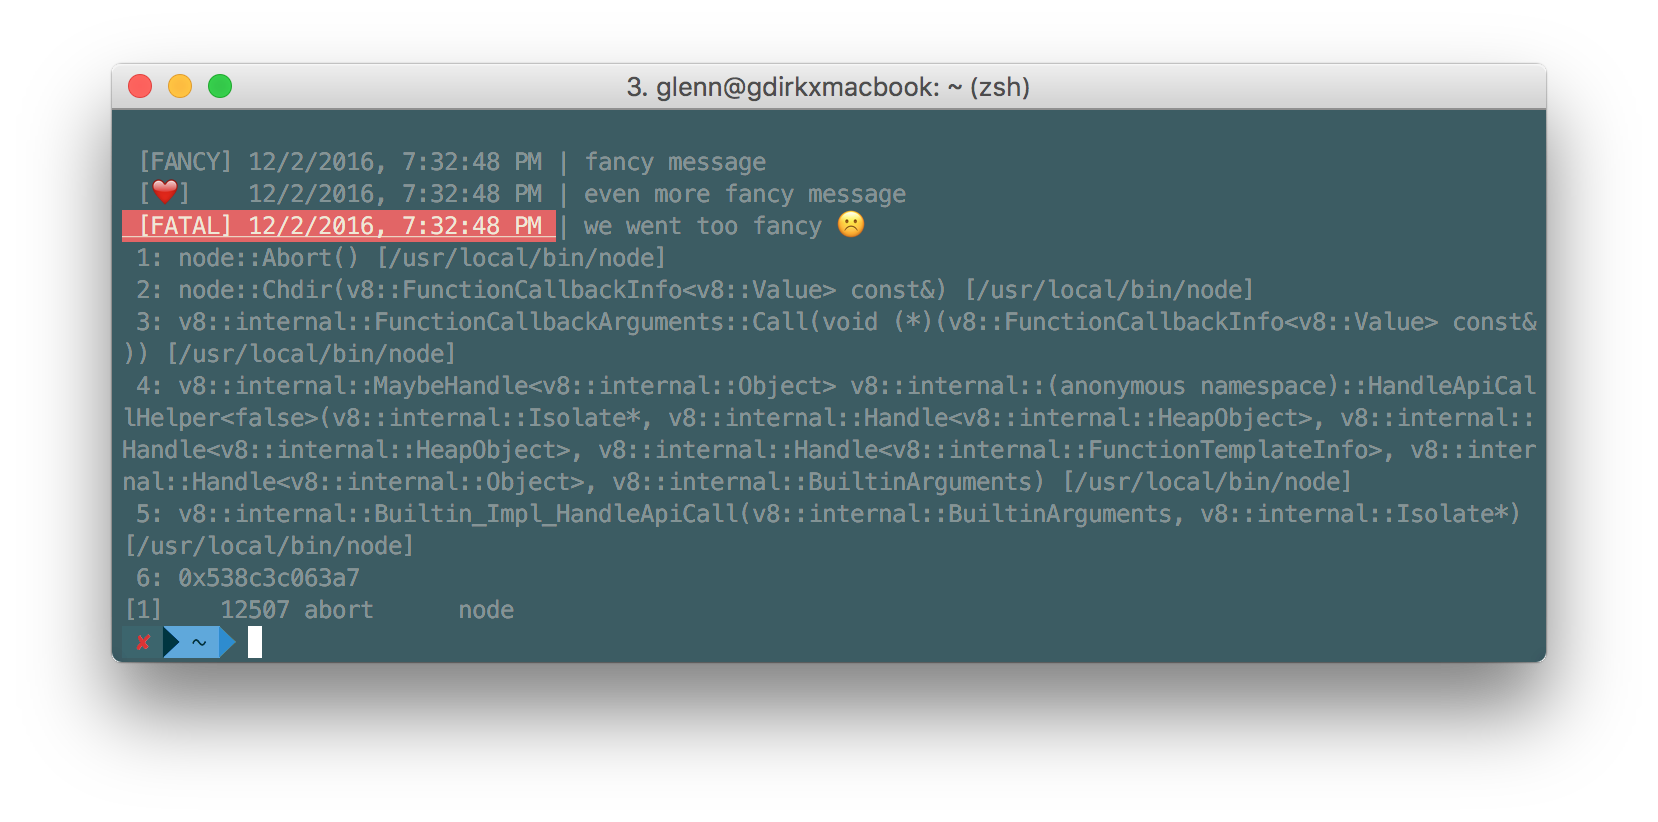 3. glenn@gdirkxmacbook: ~ (zsh)
[FANCY] 12/2/2016, 7:32:48 PM | fancy message
[❤️]    12/2/2016, 7:32:48 PM | even more fancy message
[FATAL] 12/2/2016, 7:32:48 PM | we went too fancy ☹️
1: node::Abort() [/usr/local/bin/node]
2: node::Chdir(v8::FunctionCallbackInfo<v8::Value> const&) [/usr/local/bin/node]
3: v8::internal::FunctionCallbackArguments::Call(void (*)(v8::FunctionCallbackInfo<v8::Value> const&
)) [/usr/local/bin/node]
4: v8::internal::MaybeHandle<v8::internal::Object> v8::internal::(anonymous namespace)::HandleApiCal
lHelper<false>(v8::internal::Isolate*, v8::internal::Handle<v8::internal::HeapObject>, v8::internal::
Handle<v8::internal::HeapObject>, v8::internal::Handle<v8::internal::FunctionTemplateInfo>, v8::inter
nal::Handle<v8::internal::Object>, v8::internal::BuiltinArguments) [/usr/local/bin/node]
5: v8::internal::Builtin_Impl_HandleApiCall(v8::internal::BuiltinArguments, v8::internal::Isolate*)
[/usr/local/bin/node]
6: 0x538c3c063a7
[1]    12507 abort      node
✘ ~